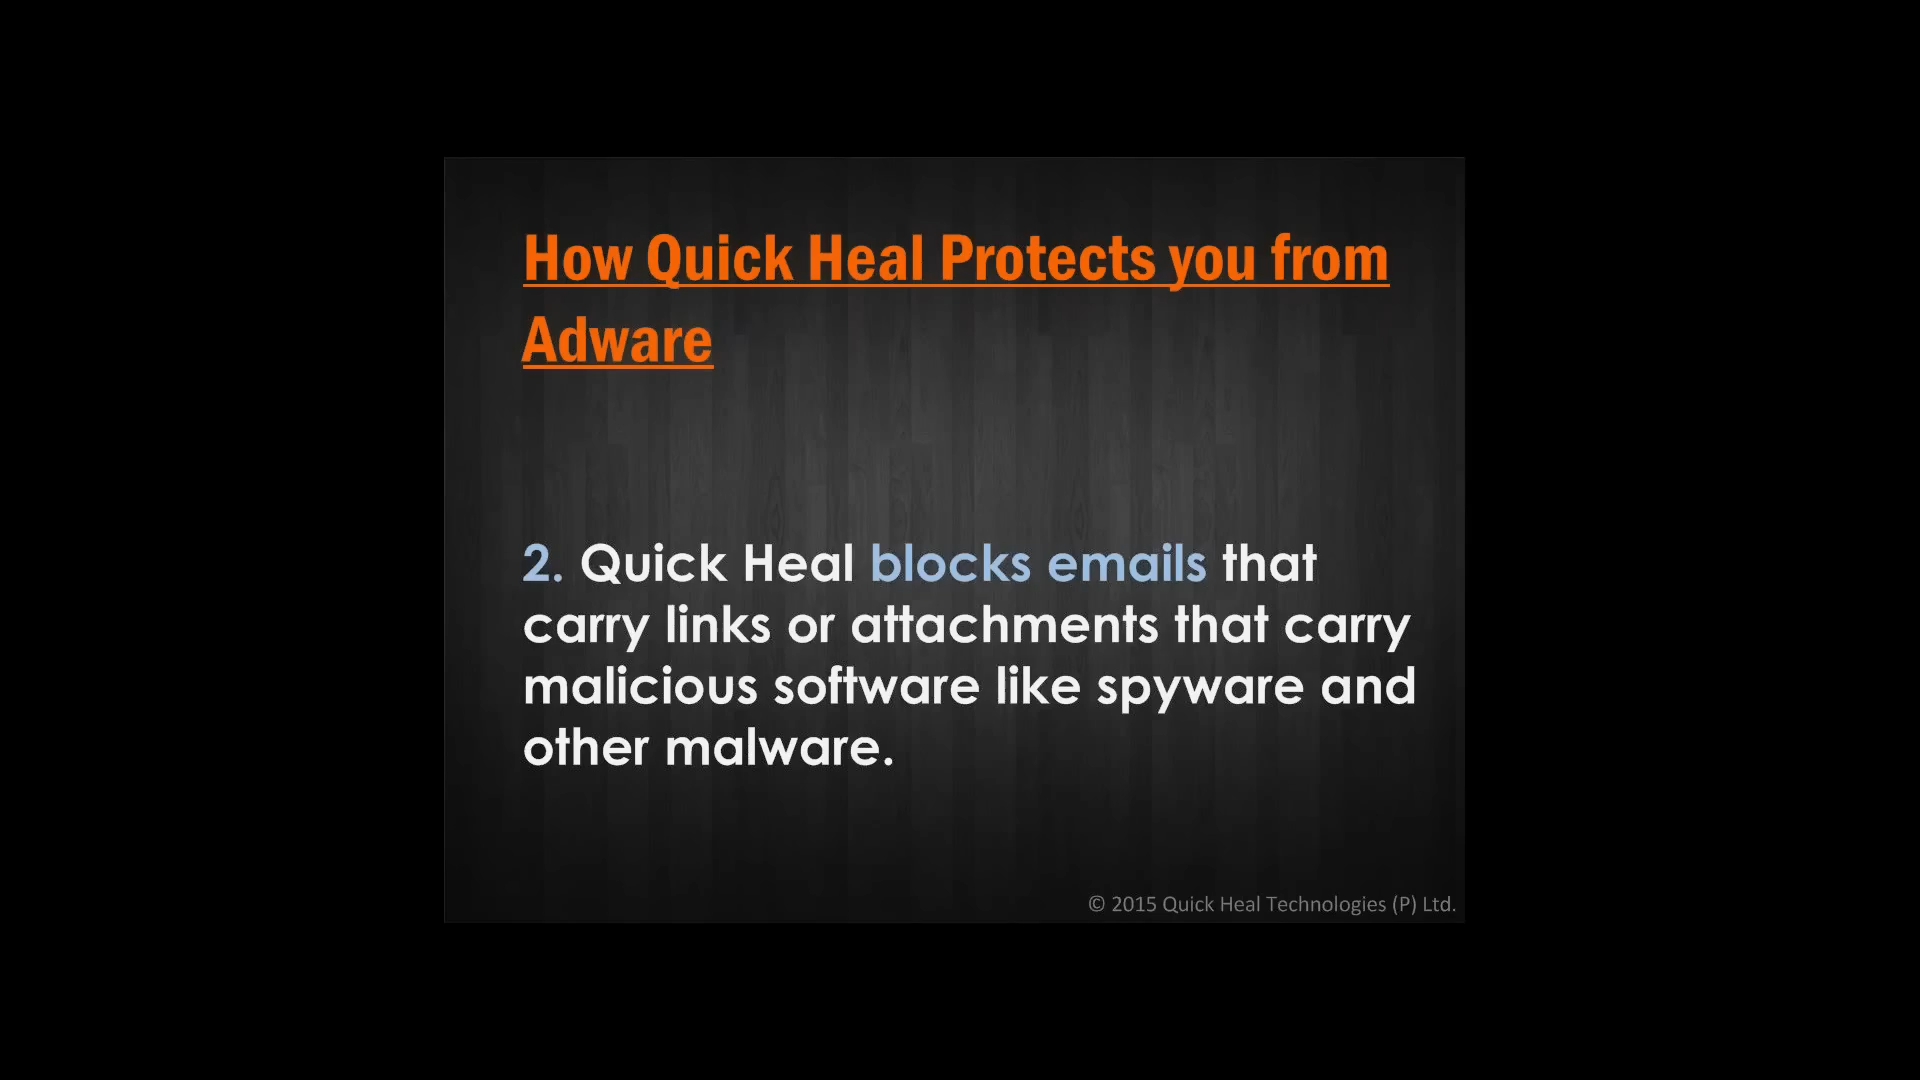 How Quick Heal Protects you from
Adware
2. Quick Heal blocks emails that
carry links or attachments that carry
malicious software like spyware and
other malware.
© 2015 Quick Heal Technologies (P) Ltd.